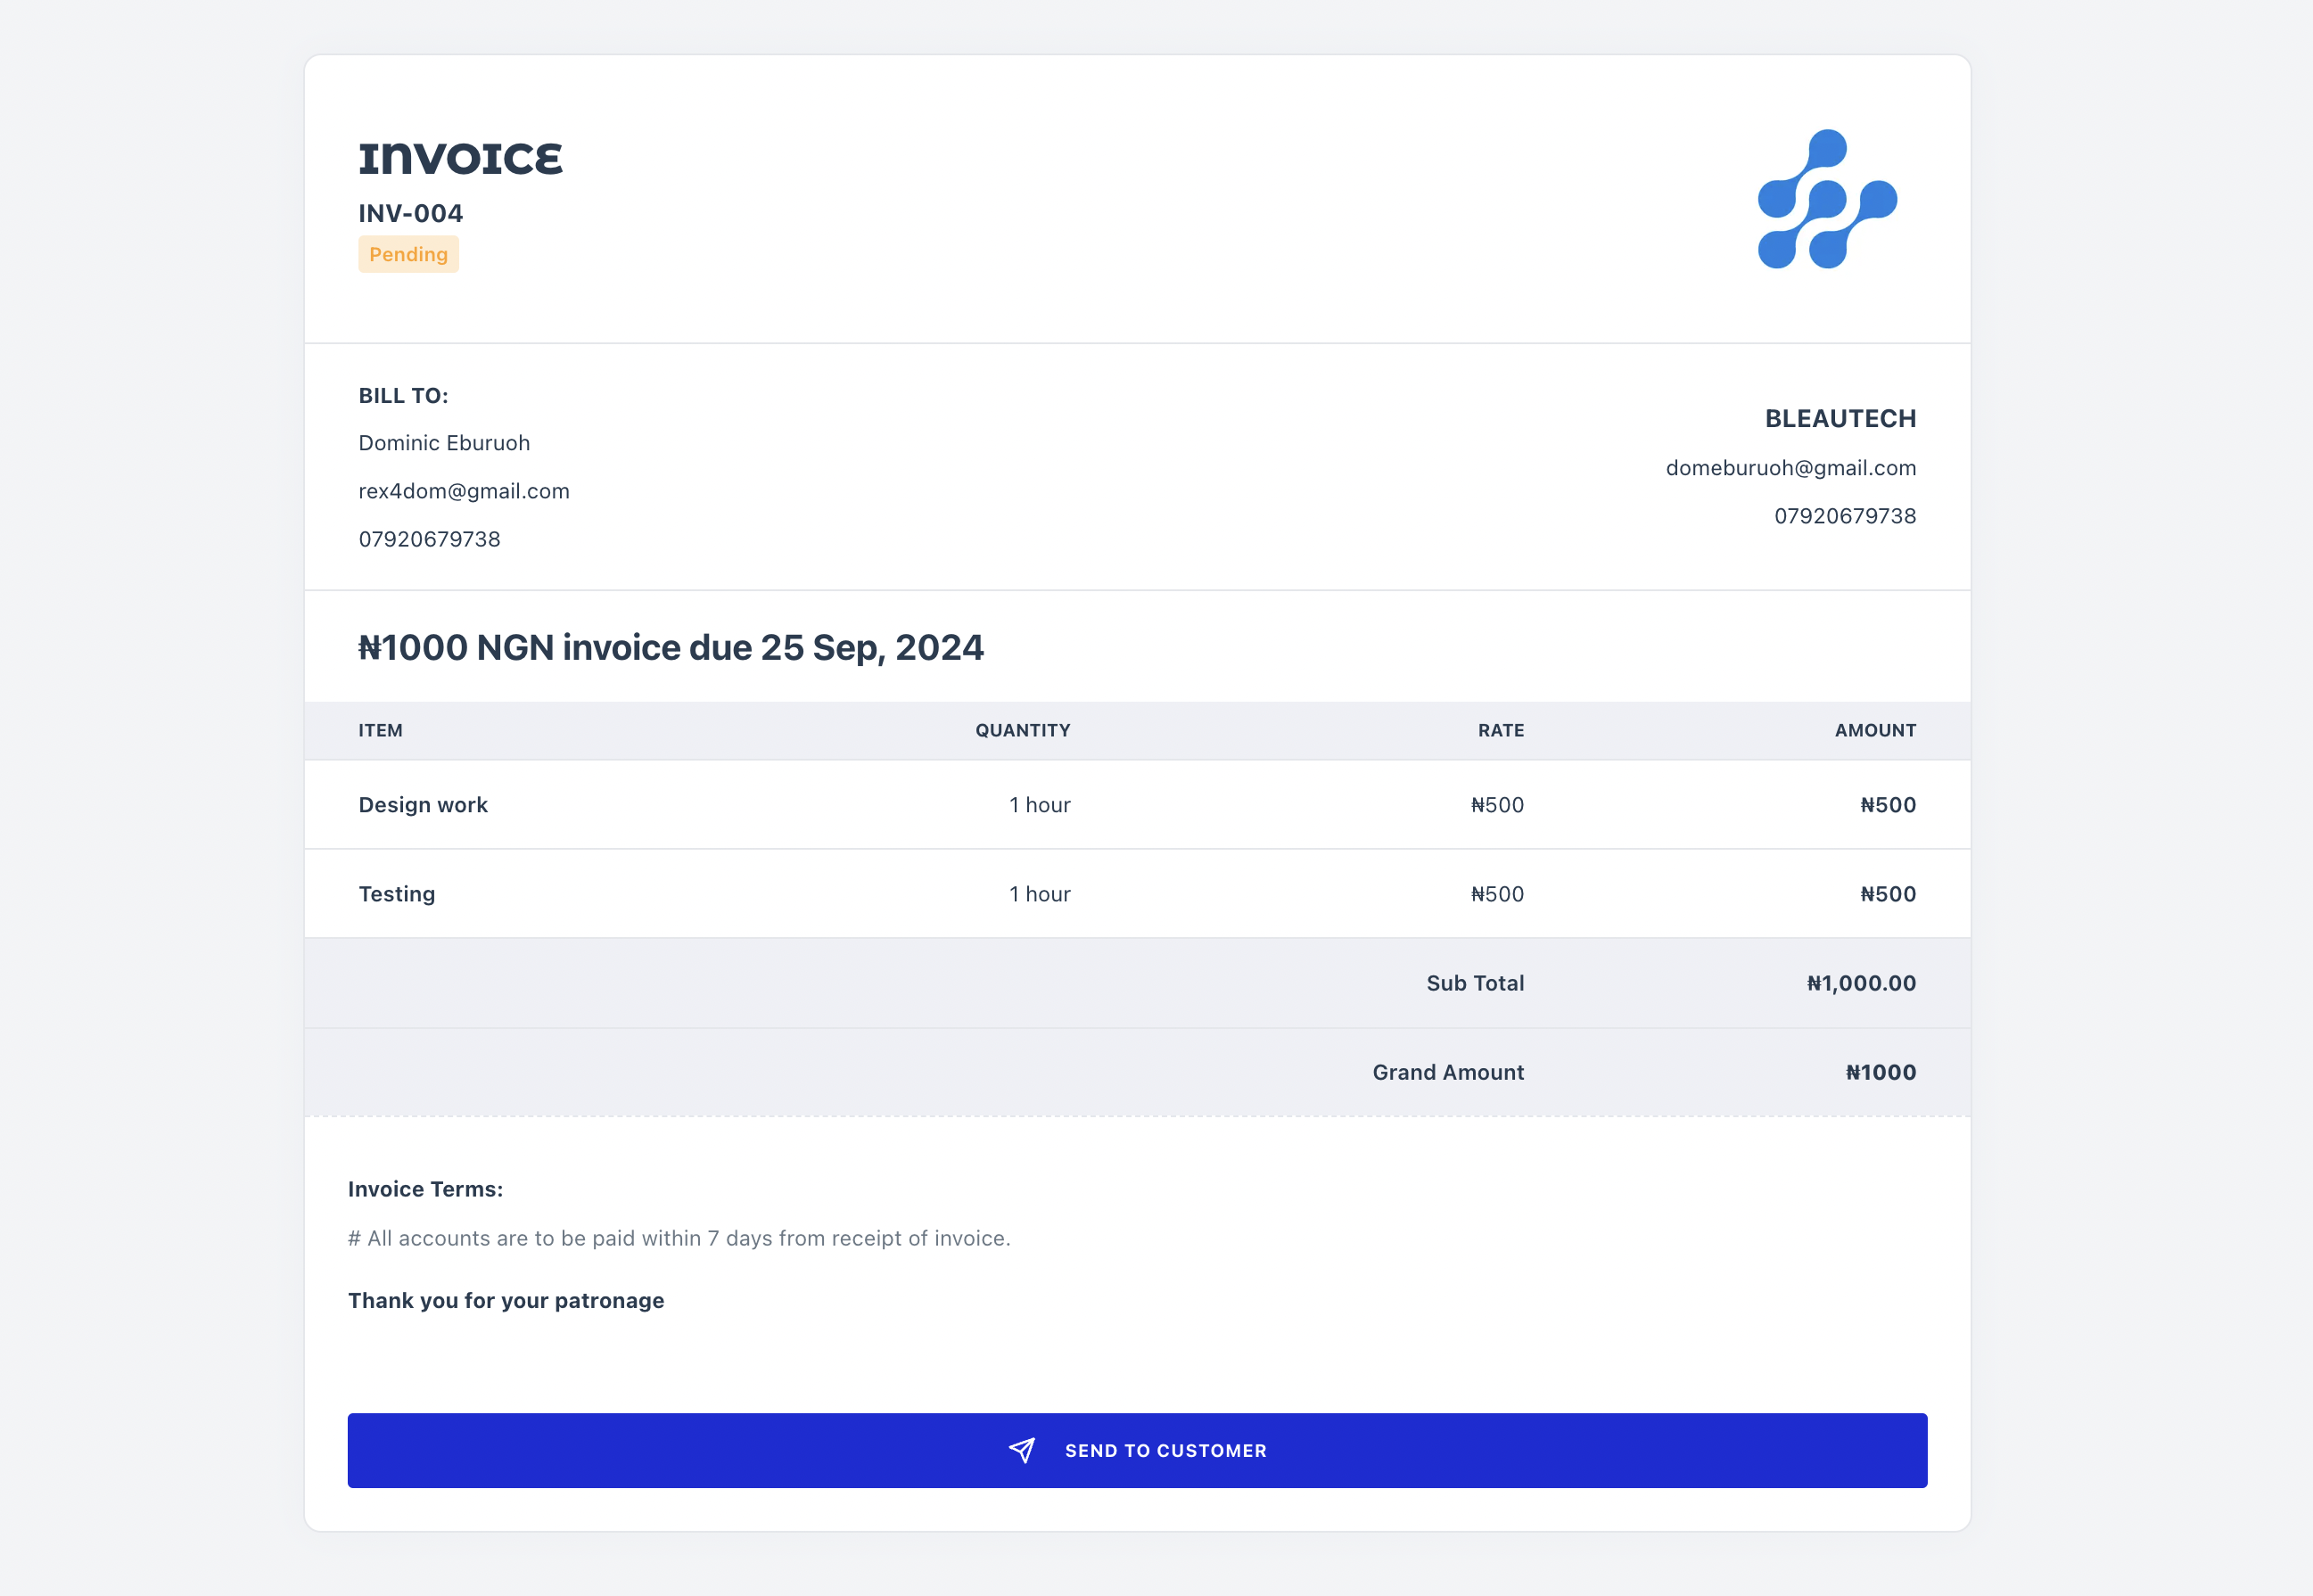 INVOICE
INV-004
Pending
BILL TO:
Dominic Eburuoh
rex4dom@gmail.com
07920679738
BLEAUTECH
domeburuoh@gmail.com
07920679738
₦1000 NGN invoice due 25 Sep, 2024
ITEM QUANTITY RATE AMOUNT
Design work 1 hour ₦500 ₦500
Testing 1 hour ₦500 ₦500
Sub Total ₦1,000.00
Grand Amount ₦1000
Invoice Terms:
# All accounts are to be paid within 7 days from receipt of invoice.
Thank you for your patronage
SEND TO CUSTOMER